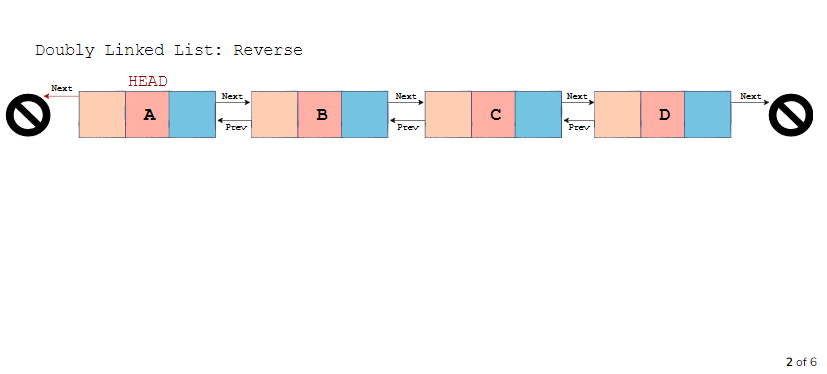 Doubly Linked List: Reverse
HEAD
Next
A
Next
Prev
B
Next
Prev
C
Next
Prev
D
Next
2 of 6